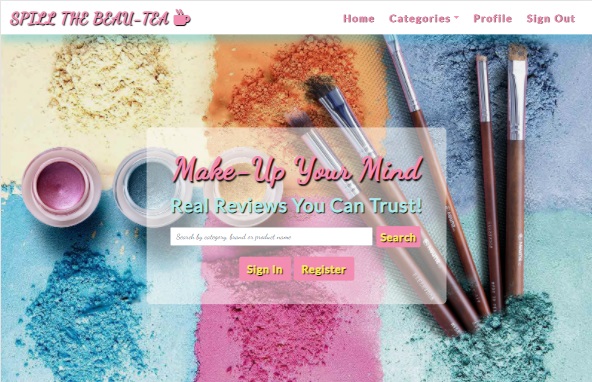 SPILL THE BEAU-TEA
Home Categories Profile Sign Out
Make-Up Your Mind
Real Reviews You Can Trust!
Search by category, brand or product name
Search
Sign In Register